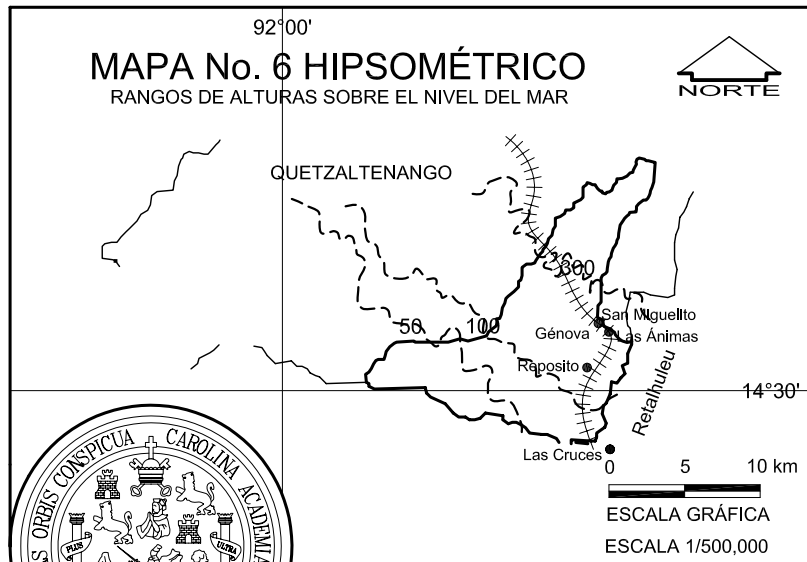 92°00'
MAPA No. 6 HIPSOMÉTRICO
RANGOS DE ALTURAS SOBRE EL NIVEL DEL MAR
NORTE
QUETZALTENANGO
300
San Miguelito
50
100
Génova
Las Ánimas
Reposito
Retalhuleu
14°30'
Las Cruces
0 5 10 km
ESCALA GRÁFICA
ESCALA 1/500,000
S ORBIS CONSPICUA CAROLINA ACADEMIA
PLUS
ULTRA